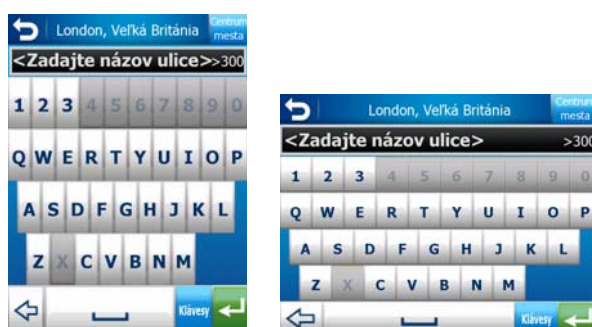 London, Veľká Británia
Centrum
mesta
<Zadajte názov ulice>>300
1 2 3 4 5 6 7 8 9 0
Q W E R T Y U I O P
A S D F G H J K L
Z X C V B N M
Klávesy
London, Veľká Británia
Centrum
mesta
<Zadajte názov ulice> >300
1 2 3 4 5 6 7 8 9 0
Q W E R T Y U I O P
A S D F G H J K L
Z X C V B N M
Klávesy